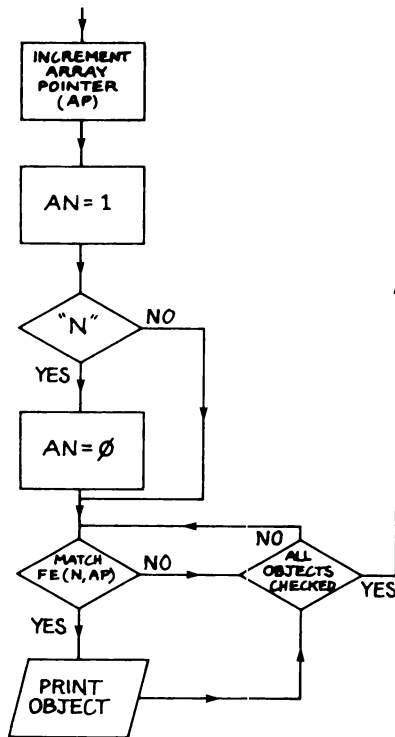 INCREMENT
ARRAY
POINTER
(AP)
AN = 1
"N"
NO
YES
AN = Ø
MATCH
FE(N,AP)
NO
YES
NO
ALL
OBJECTS
CHECKED
YES
PRINT
OBJECT